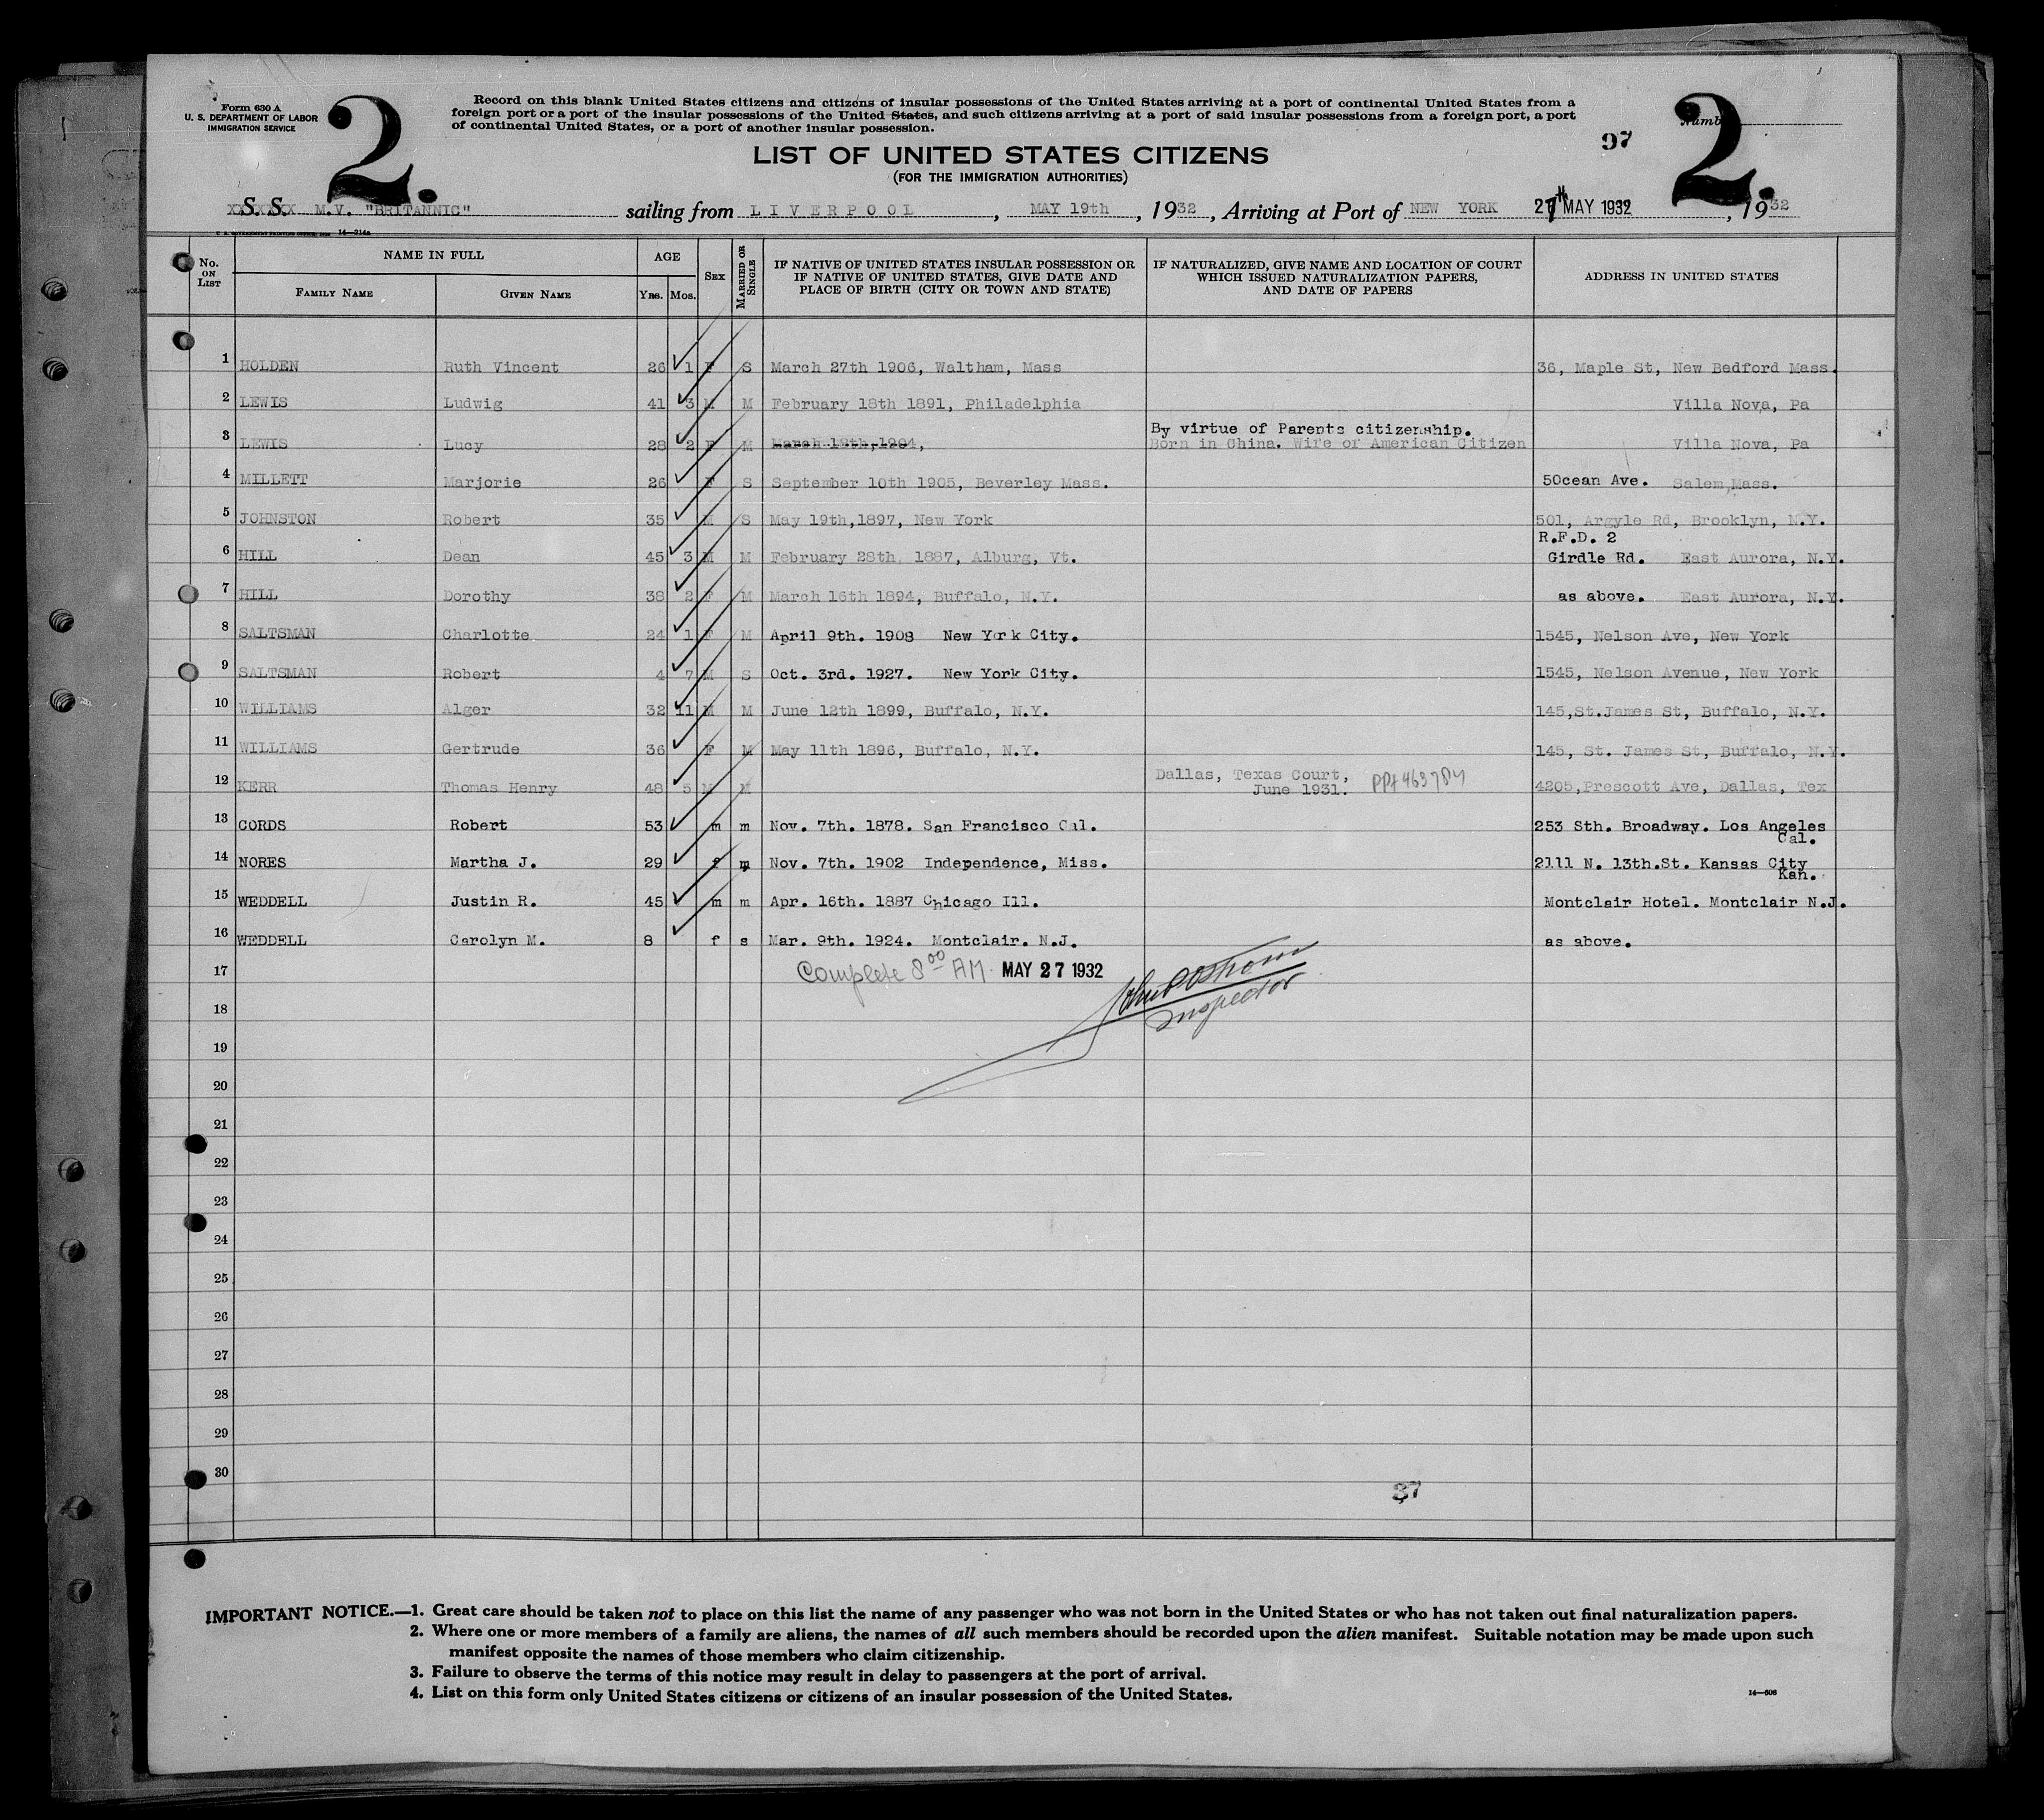 Form 630 A
U. S. DEPARTMENT OF LABOR
IMMIGRATION SERVICE
2.
Record on this blank United States citizens and citizens of insular possessions of the United States arriving at a port of continental United States from a
foreign port or a port of the insular possessions of the United States, and such citizens arriving at a port of said insular possessions from a foreign port, a port
of continental United States, or a port of another insular possession.
2.
97
LIST OF UNITED STATES CITIZENS
(FOR THE IMMIGRATION AUTHORITIES)
S. S. M.V. "BRITANNIC" sailing from LIVERPOOL, MAY 19th, 1932, Arriving at Port of NEW YORK 27 MAY 1932, 1932
14—214a
No. ON LIST
NAME IN FULL
FAMILY NAME
GIVEN NAME
AGE
YRS. MOS.
SEX
MARRIED OR SINGLE
IF NATIVE OF UNITED STATES INSULAR POSSESSION OR
IF NATIVE OF UNITED STATES, GIVE DATE AND
PLACE OF BIRTH (CITY OR TOWN AND STATE)
IF NATURALIZED, GIVE NAME AND LOCATION OF COURT
WHICH ISSUED NATURALIZATION PAPERS,
AND DATE OF PAPERS
ADDRESS IN UNITED STATES
1 HOLDEN Ruth Vincent 26 1 F S March 27th 1906, Waltham, Mass 36, Maple St, New Bedford Mass.
2 LEWIS Ludwig 41 3 M M February 18th 1891, Philadelphia Villa Nova, Pa
By virtue of Parents citizenship.
3 LEWIS Lucy 28 2 F M March 18th,1904, Born in China. Wife of American Citizen Villa Nova, Pa
4 MILLETT Marjorie 26 F S September 10th 1905, Beverley Mass. 5Ocean Ave. Salem,Mass.
5 JOHNSTON Robert 35 M S May 19th,1897, New York 501, Argyle Rd, Brooklyn, N.Y.
R.F.D. 2
6 HILL Dean 45 3 M M February 28th, 1887, Alburg, Vt. Girdle Rd. East Aurora, N.Y.
7 HILL Dorothy 38 2 F M March 16th 1894, Buffalo, N.Y. as above. East Aurora, N.Y.
8 SALTSMAN Charlotte 24 1 F M April 9th. 1908 New York City. 1545, Nelson Ave, New York
9 SALTSMAN Robert 4 7 M S Oct. 3rd. 1927. New York City. 1545, Nelson Avenue, New York
10 WILLIAMS Alger 32 11 M M June 12th 1899, Buffalo, N.Y. 145,St.James St, Buffalo, N.Y.
11 WILLIAMS Gertrude 36 F M May 11th 1896, Buffalo, N.Y. 145, St. James St, Buffalo, N.Y.
12 KERR Thomas Henry 48 5 M M Dallas, Texas Court, 4205,Prescott Ave, Dallas, Tex
June 1931. PPt 463784
13 CORDS Robert 53 m m Nov. 7th. 1878. San Francisco Cal. 253 Sth. Broadway. Los Angeles
Cal.
14 NORES Martha J. 29 f m Nov. 7th. 1902 Independence, Miss. 2111 N. 13th.St. Kansas City
Kan.
15 WEDDELL Justin R. 45 m m Apr. 16th. 1887 Chicago Ill. Montclair Hotel. Montclair N.J.
16 WEDDELL Carolyn M. 8 f s Mar. 9th. 1924. Montclair. N.J. as above.
17 Complete 8 00 AM. MAY 27 1932
Inspector
18
19
20
21
22
23
24
25
26
27
28
29
30
37
IMPORTANT NOTICE.—1. Great care should be taken not to place on this list the name of any passenger who was not born in the United States or who has not taken out final naturalization papers.
2. Where one or more members of a family are aliens, the names of all such members should be recorded upon the alien manifest. Suitable notation may be made upon such
manifest opposite the names of those members who claim citizenship.
3. Failure to observe the terms of this notice may result in delay to passengers at the port of arrival.
4. List on this form only United States citizens or citizens of an insular possession of the United States.
14—608